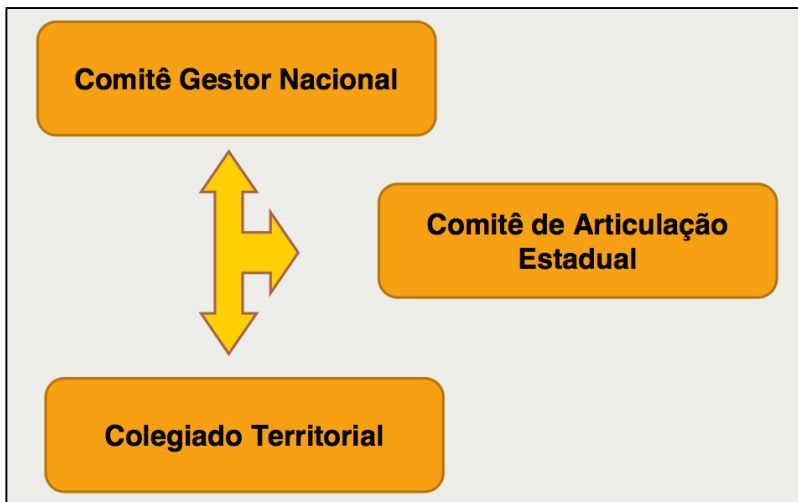 Comitê Gestor Nacional
Comitê de Articulação
Estadual
Colegiado Territorial